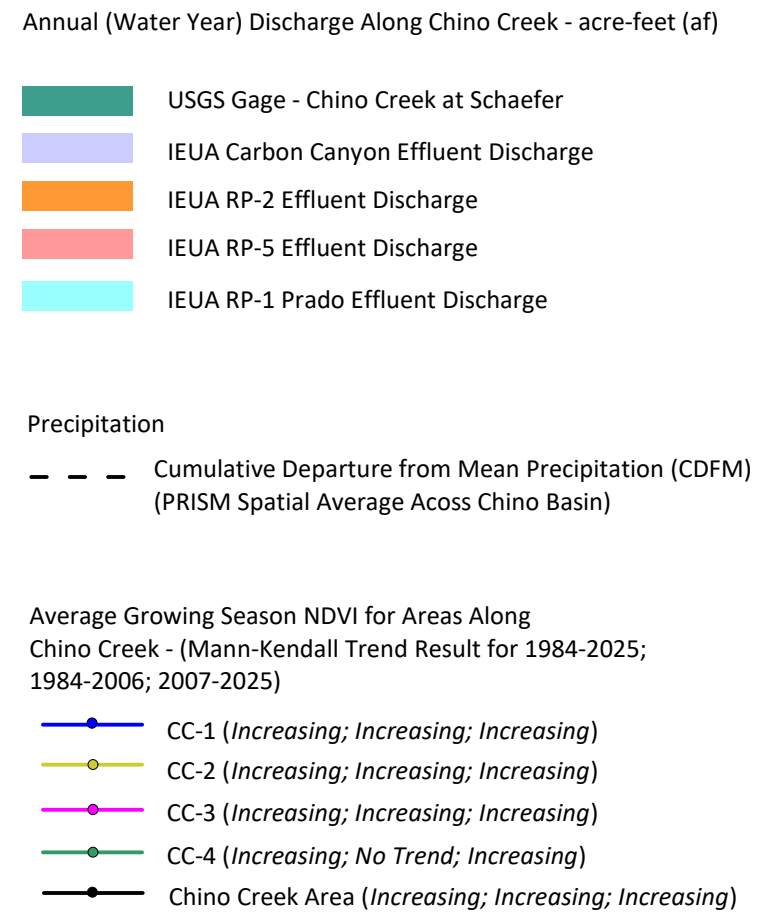 Annual (Water Year) Discharge Along Chino Creek - acre-feet (af)
USGS Gage - Chino Creek at Schaefer
IEUA Carbon Canyon Effluent Discharge
IEUA RP-2 Effluent Discharge
IEUA RP-5 Effluent Discharge
IEUA RP-1 Prado Effluent Discharge
Precipitation
Cumulative Departure from Mean Precipitation (CDFM)
(PRISM Spatial Average Acoss Chino Basin)
Average Growing Season NDVI for Areas Along
Chino Creek - (Mann-Kendall Trend Result for 1984-2025;
1984-2006; 2007-2025)
CC-1 (Increasing; Increasing; Increasing)
CC-2 (Increasing; Increasing; Increasing)
CC-3 (Increasing; Increasing; Increasing)
CC-4 (Increasing; No Trend; Increasing)
Chino Creek Area (Increasing; Increasing; Increasing)